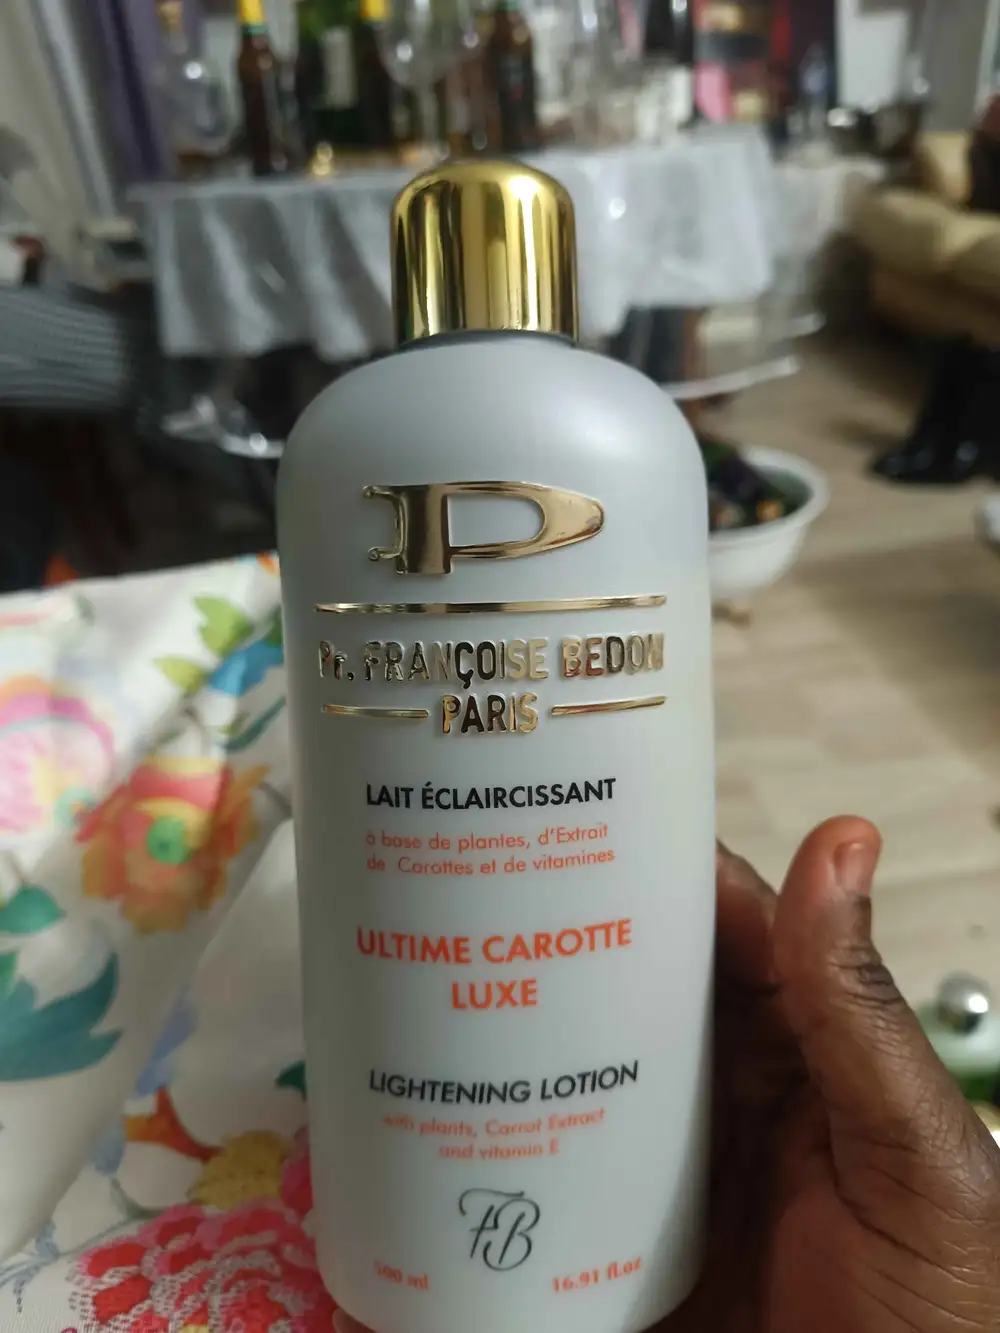 P
Pr. FRANÇOISE BEDON
PARIS
LAIT ÉCLAIRCISSANT
à base de plantes, d'Extrait
de Carottes et de vitamines
ULTIME CAROTTE
LUXE
LIGHTENING LOTION
with plants, Carrot Extract
and vitamin E
FB
500 ml 16.91 fl.oz